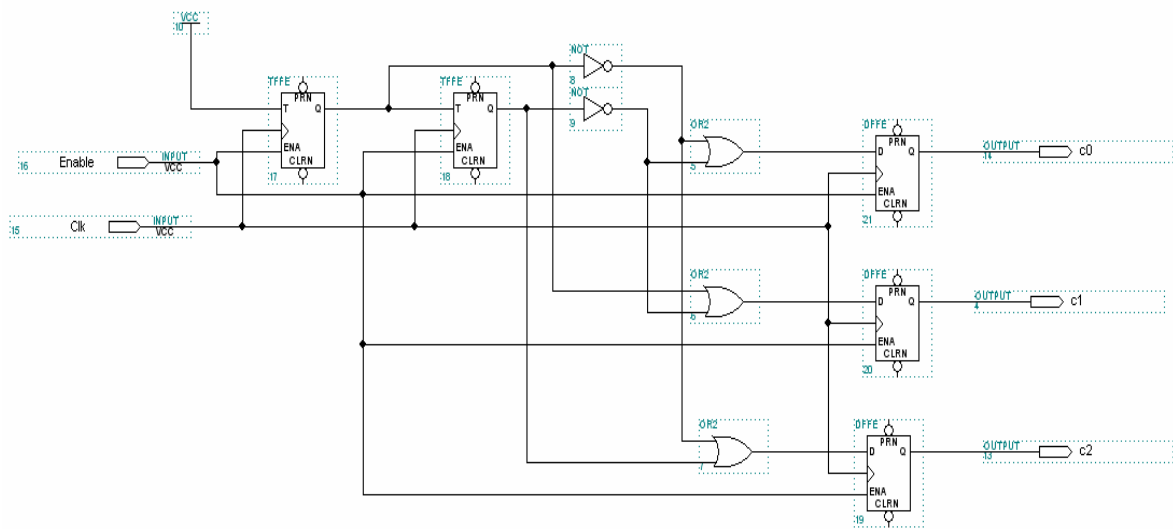 VCC
10
TFFE
PRN
T Q
ENA
CLRN
17
TFFE
PRN
T Q
ENA
CLRN
18
NOT
8
NOT
9
Enable
INPUT
VCC
16
Clk
INPUT
VCC
15
OR2
5
DFFE
PRN
D Q
ENA
CLRN
21
OUTPUT
14
c0
OR2
6
DFFE
PRN
D Q
ENA
CLRN
20
OUTPUT
4
c1
OR2
7
DFFE
PRN
D Q
ENA
CLRN
19
OUTPUT
13
c2